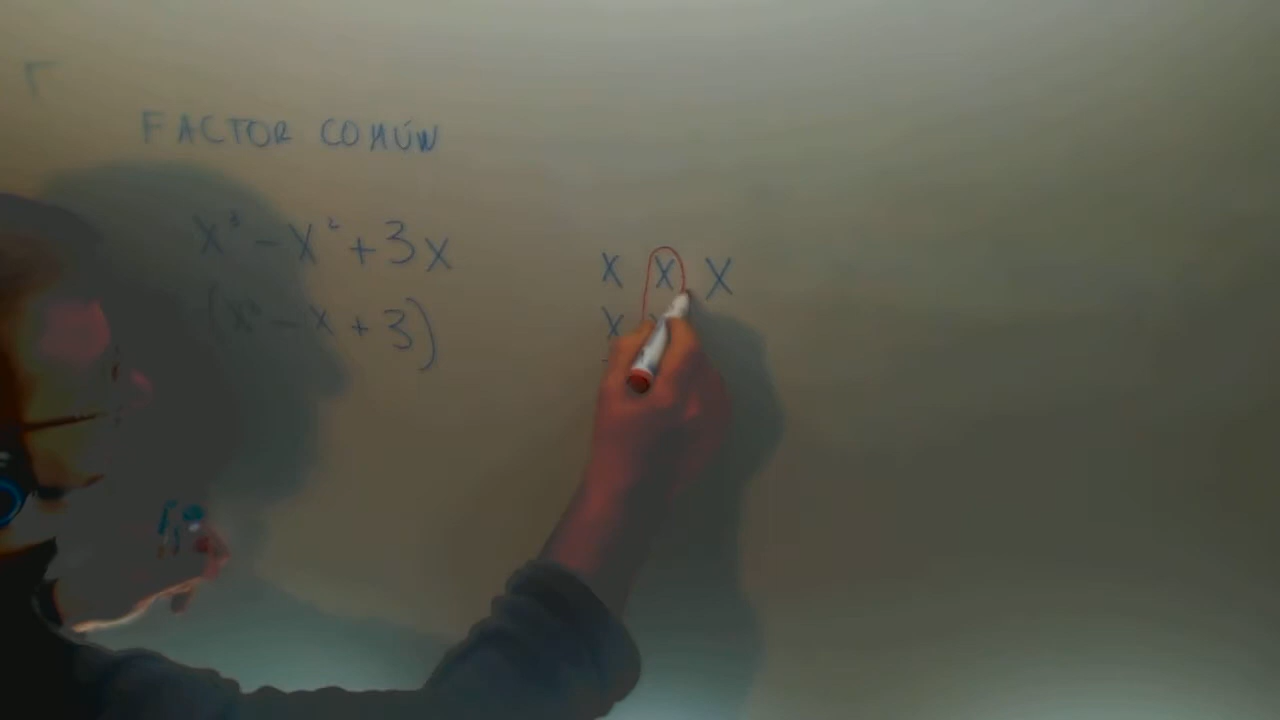 FACTOR COMÚN
x³ - x² + 3x
(x² - x + 3)
x x x
x